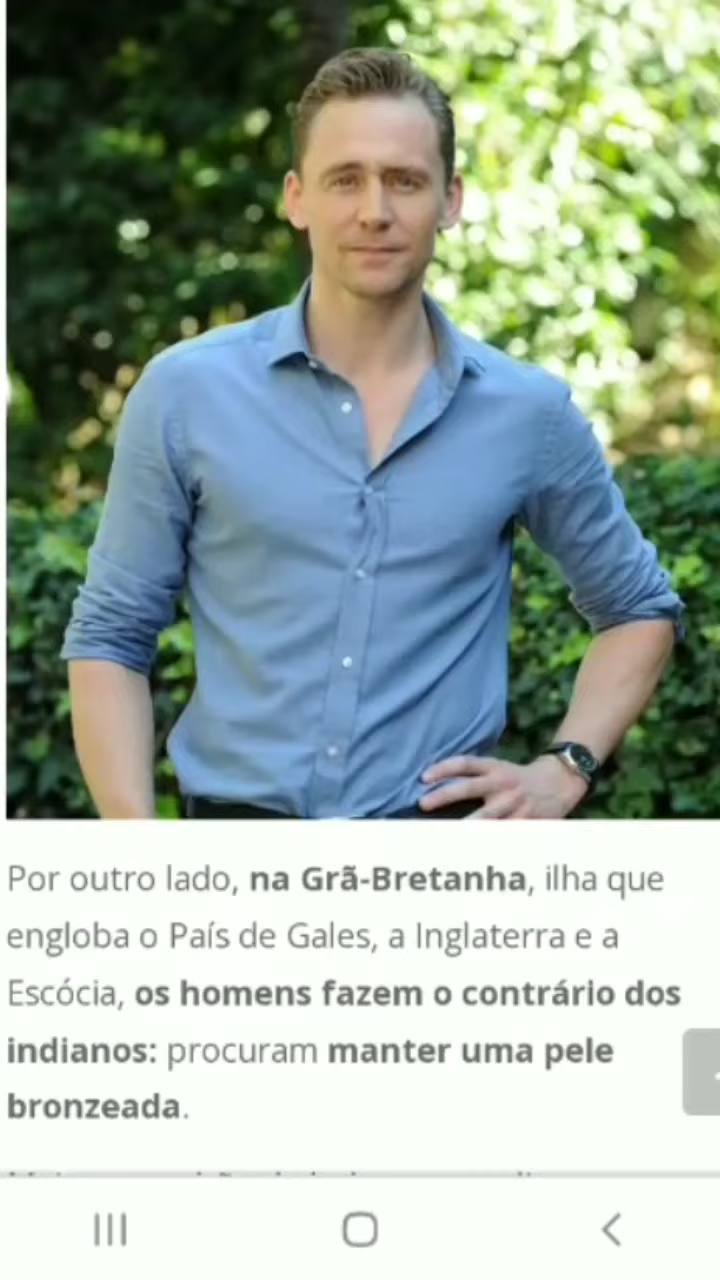 Por outro lado, na Grã-Bretanha, ilha que
engloba o País de Gales, a Inglaterra e a
Escócia, os homens fazem o contrário dos
indianos: procuram manter uma pele
bronzeada.